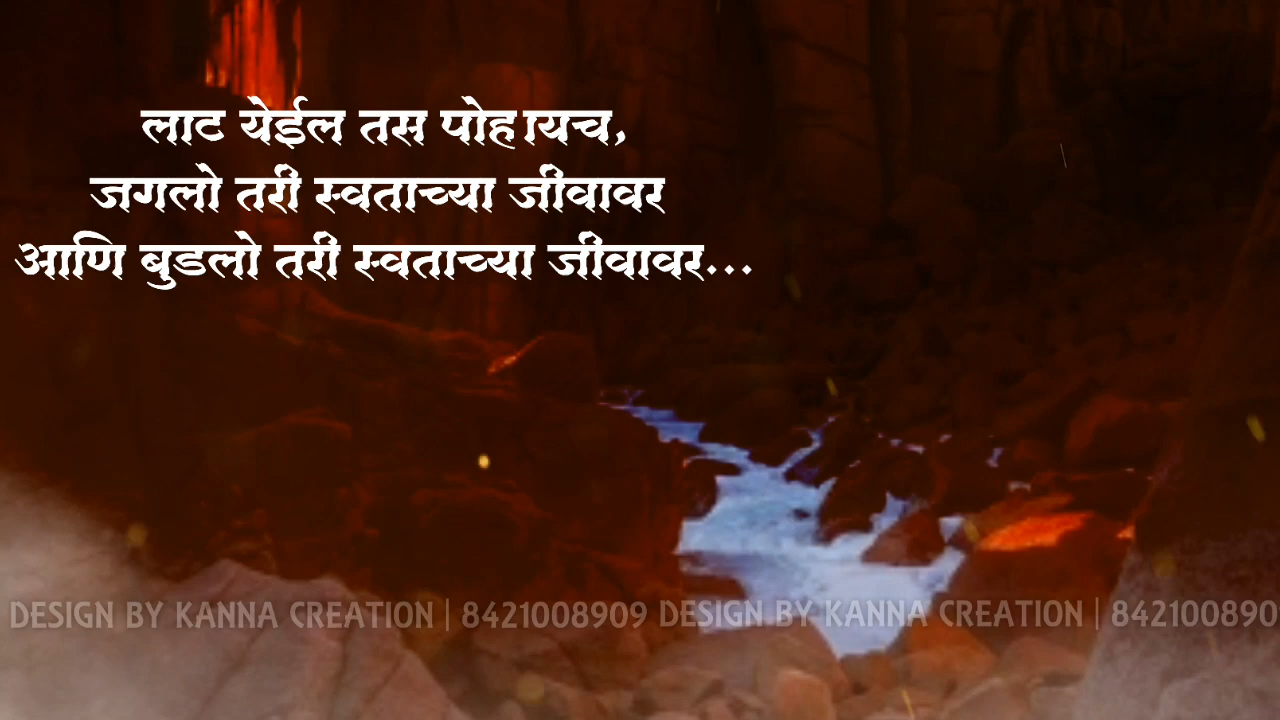 लाट येईल तस पोहायच,
जगलो तरी स्वताच्या जीवावर
आणि बुडलो तरी स्वताच्या जीवावर...
DESIGN BY KANNA CREATION | 8421008909 DESIGN BY KANNA CREATION | 842100890